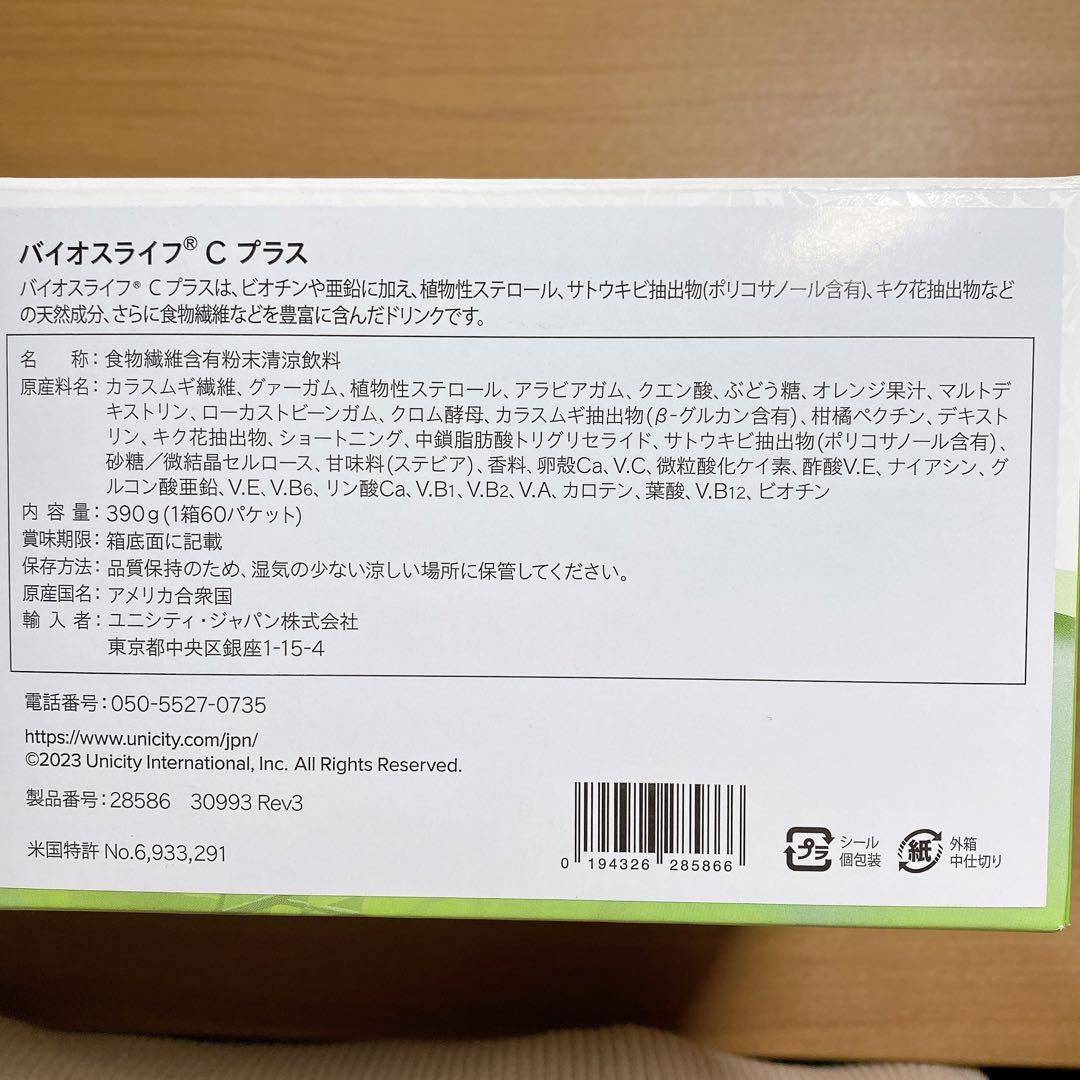 バイオスライフ® C プラス
バイオスライフ® C プラスは、ビオチンや亜鉛に加え、植物性ステロール、サトウキビ抽出物(ポリコサノール含有)、キク花抽出物など
の天然成分、さらに食物繊維などを豊富に含んだドリンクです。
名　称：食物繊維含有粉末清涼飲料
原産料名：カラスムギ繊維、グァーガム、植物性ステロール、アラビアガム、クエン酸、ぶどう糖、オレンジ果汁、マルトデ
キストリン、ローカストビーンガム、クロム酵母、カラスムギ抽出物(β-グルカン含有)、柑橘ペクチン、デキスト
リン、キク花抽出物、ショートニング、中鎖脂肪酸トリグリセライド、サトウキビ抽出物(ポリコサノール含有)、
砂糖／微結晶セルロース、甘味料(ステビア)、香料、卵殻Ca、V.C、微粒酸化ケイ素、酢酸V.E、ナイアシン、グ
ルコン酸亜鉛、V.E、V.B6、リン酸Ca、V.B1、V.B2、V.A、カロテン、葉酸、V.B12、ビオチン
内容量：390g(1箱60パケット)
賞味期限：箱底面に記載
保存方法：品質保持のため、湿気の少ない涼しい場所に保管してください。
原産国名：アメリカ合衆国
輸入者：ユニシティ・ジャパン株式会社
東京都中央区銀座1-15-4
電話番号：050-5527-0735
https://www.unicity.com/jpn/
©2023 Unicity International, Inc. All Rights Reserved.
製品番号：28586　30993 Rev3
米国特許 No.6,933,291
0 194326 285866
プラ シール
個包装
紙 外箱
中仕切り